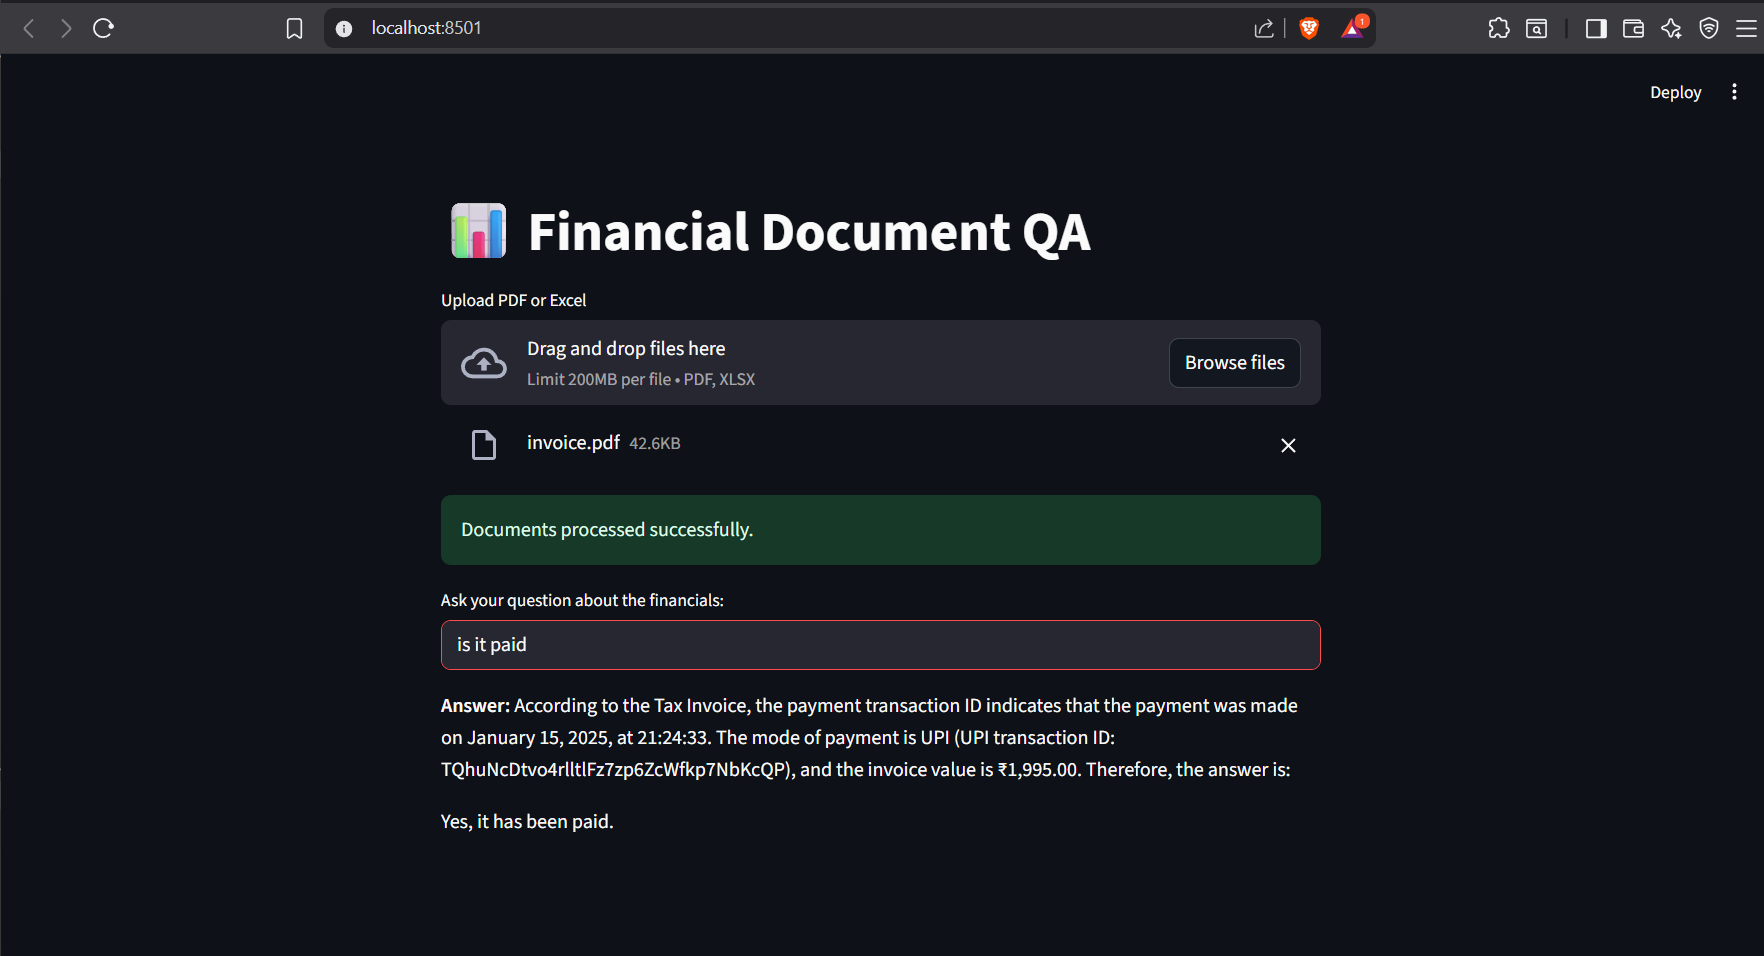 localhost:8501
1
Deploy
Financial Document QA
Upload PDF or Excel
Drag and drop files here
Limit 200MB per file • PDF, XLSX
Browse files
invoice.pdf 42.6KB
Documents processed successfully.
Ask your question about the financials:
is it paid
Answer: According to the Tax Invoice, the payment transaction ID indicates that the payment was made
on January 15, 2025, at 21:24:33. The mode of payment is UPI (UPI transaction ID:
TQhuNcDtvo4rlltlFz7zp6ZcWfkp7NbKcQP), and the invoice value is ₹1,995.00. Therefore, the answer is:
Yes, it has been paid.